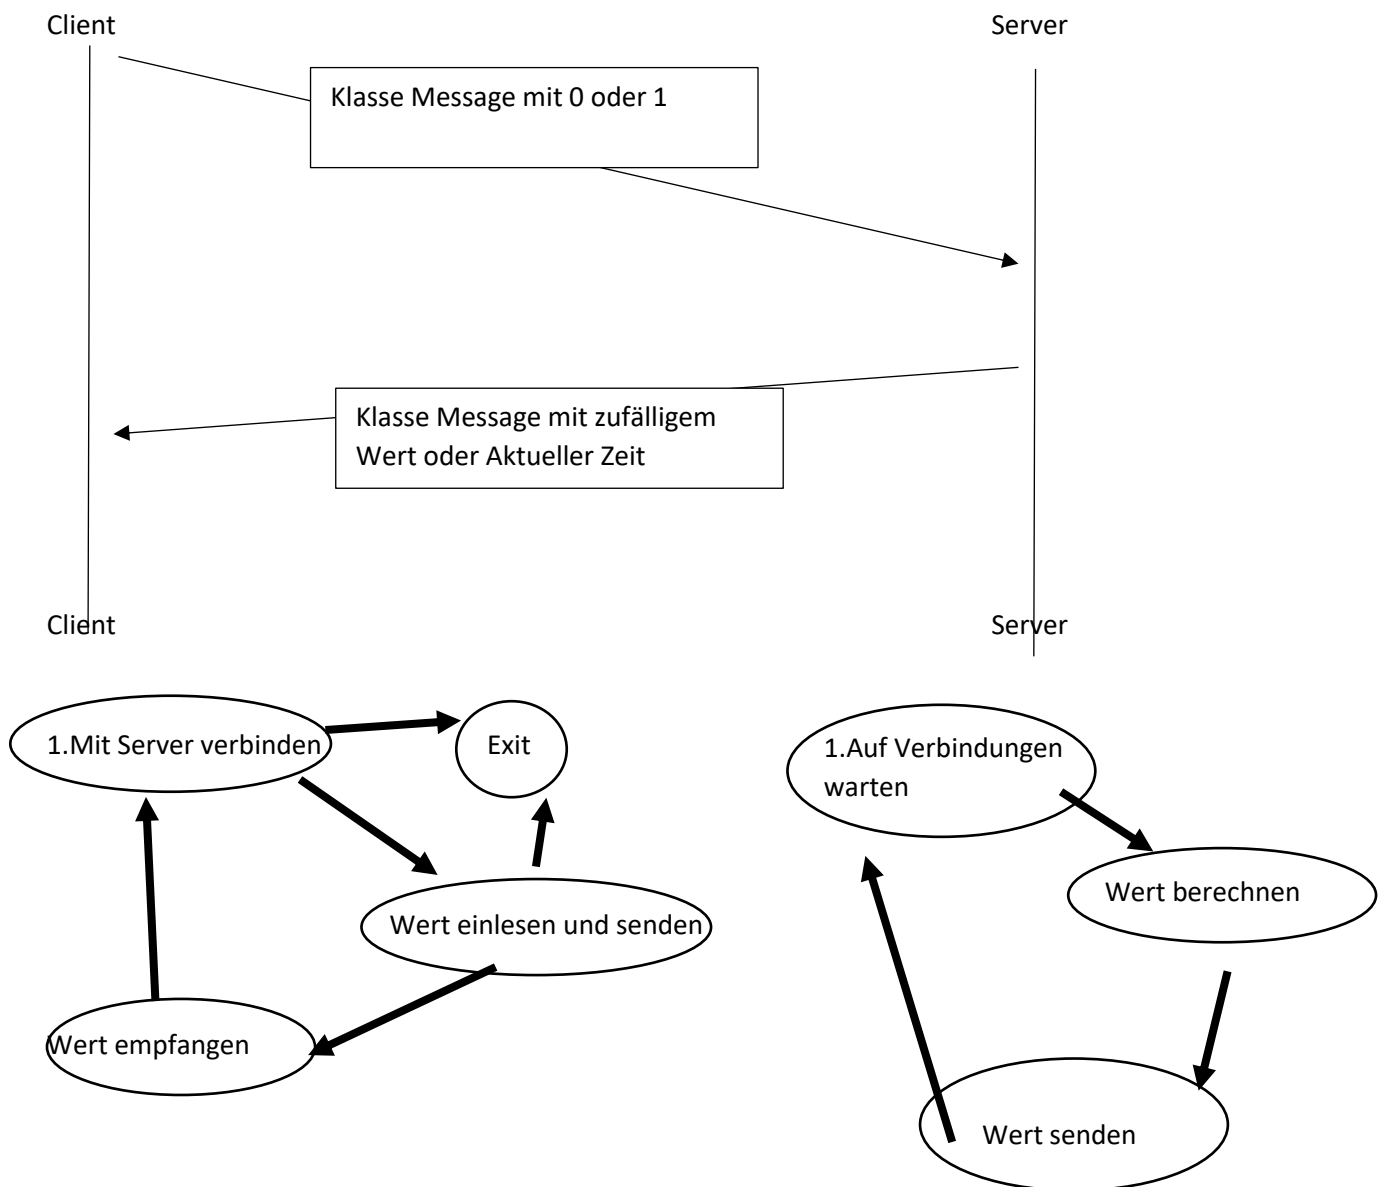 Client
Server
Klasse Message mit 0 oder 1
Klasse Message mit zufälligem
Wert oder Aktueller Zeit
Client
Server
1.Mit Server verbinden
Exit
1.Auf Verbindungen
warten
Wert berechnen
Wert einlesen und senden
Wert empfangen
Wert senden